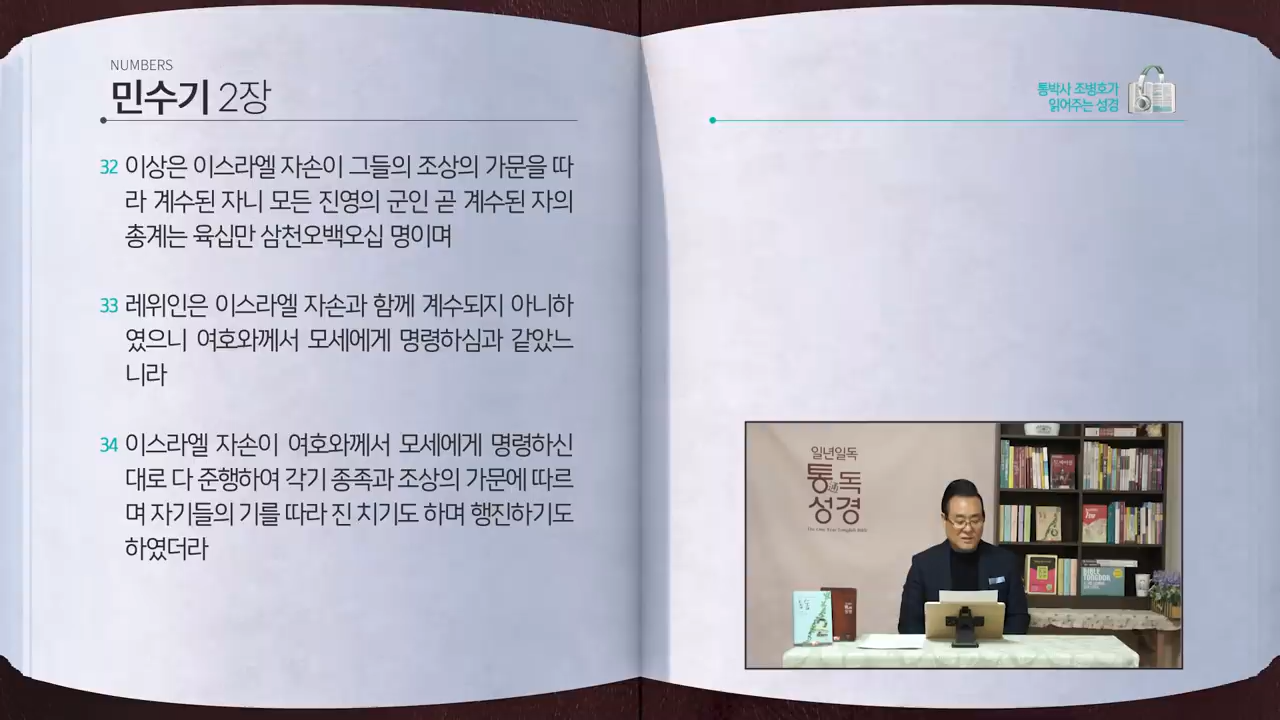 NUMBERS
민수기 2장
32 이상은 이스라엘 자손이 그들의 조상의 가문을 따
라 계수된 자니 모든 진영의 군인 곧 계수된 자의
총계는 육십만 삼천오백오십 명이며
33 레위인은 이스라엘 자손과 함께 계수되지 아니하
였으니 여호와께서 모세에게 명령하심과 같았느
니라
34 이스라엘 자손이 여호와께서 모세에게 명령하신
대로 다 준행하여 각기 종족과 조상의 가문에 따르
며 자기들의 기를 따라 진 치기도 하며 행진하기도
하였더라
통박사 조병호가
읽어주는 성경
일년일독
통독
성경